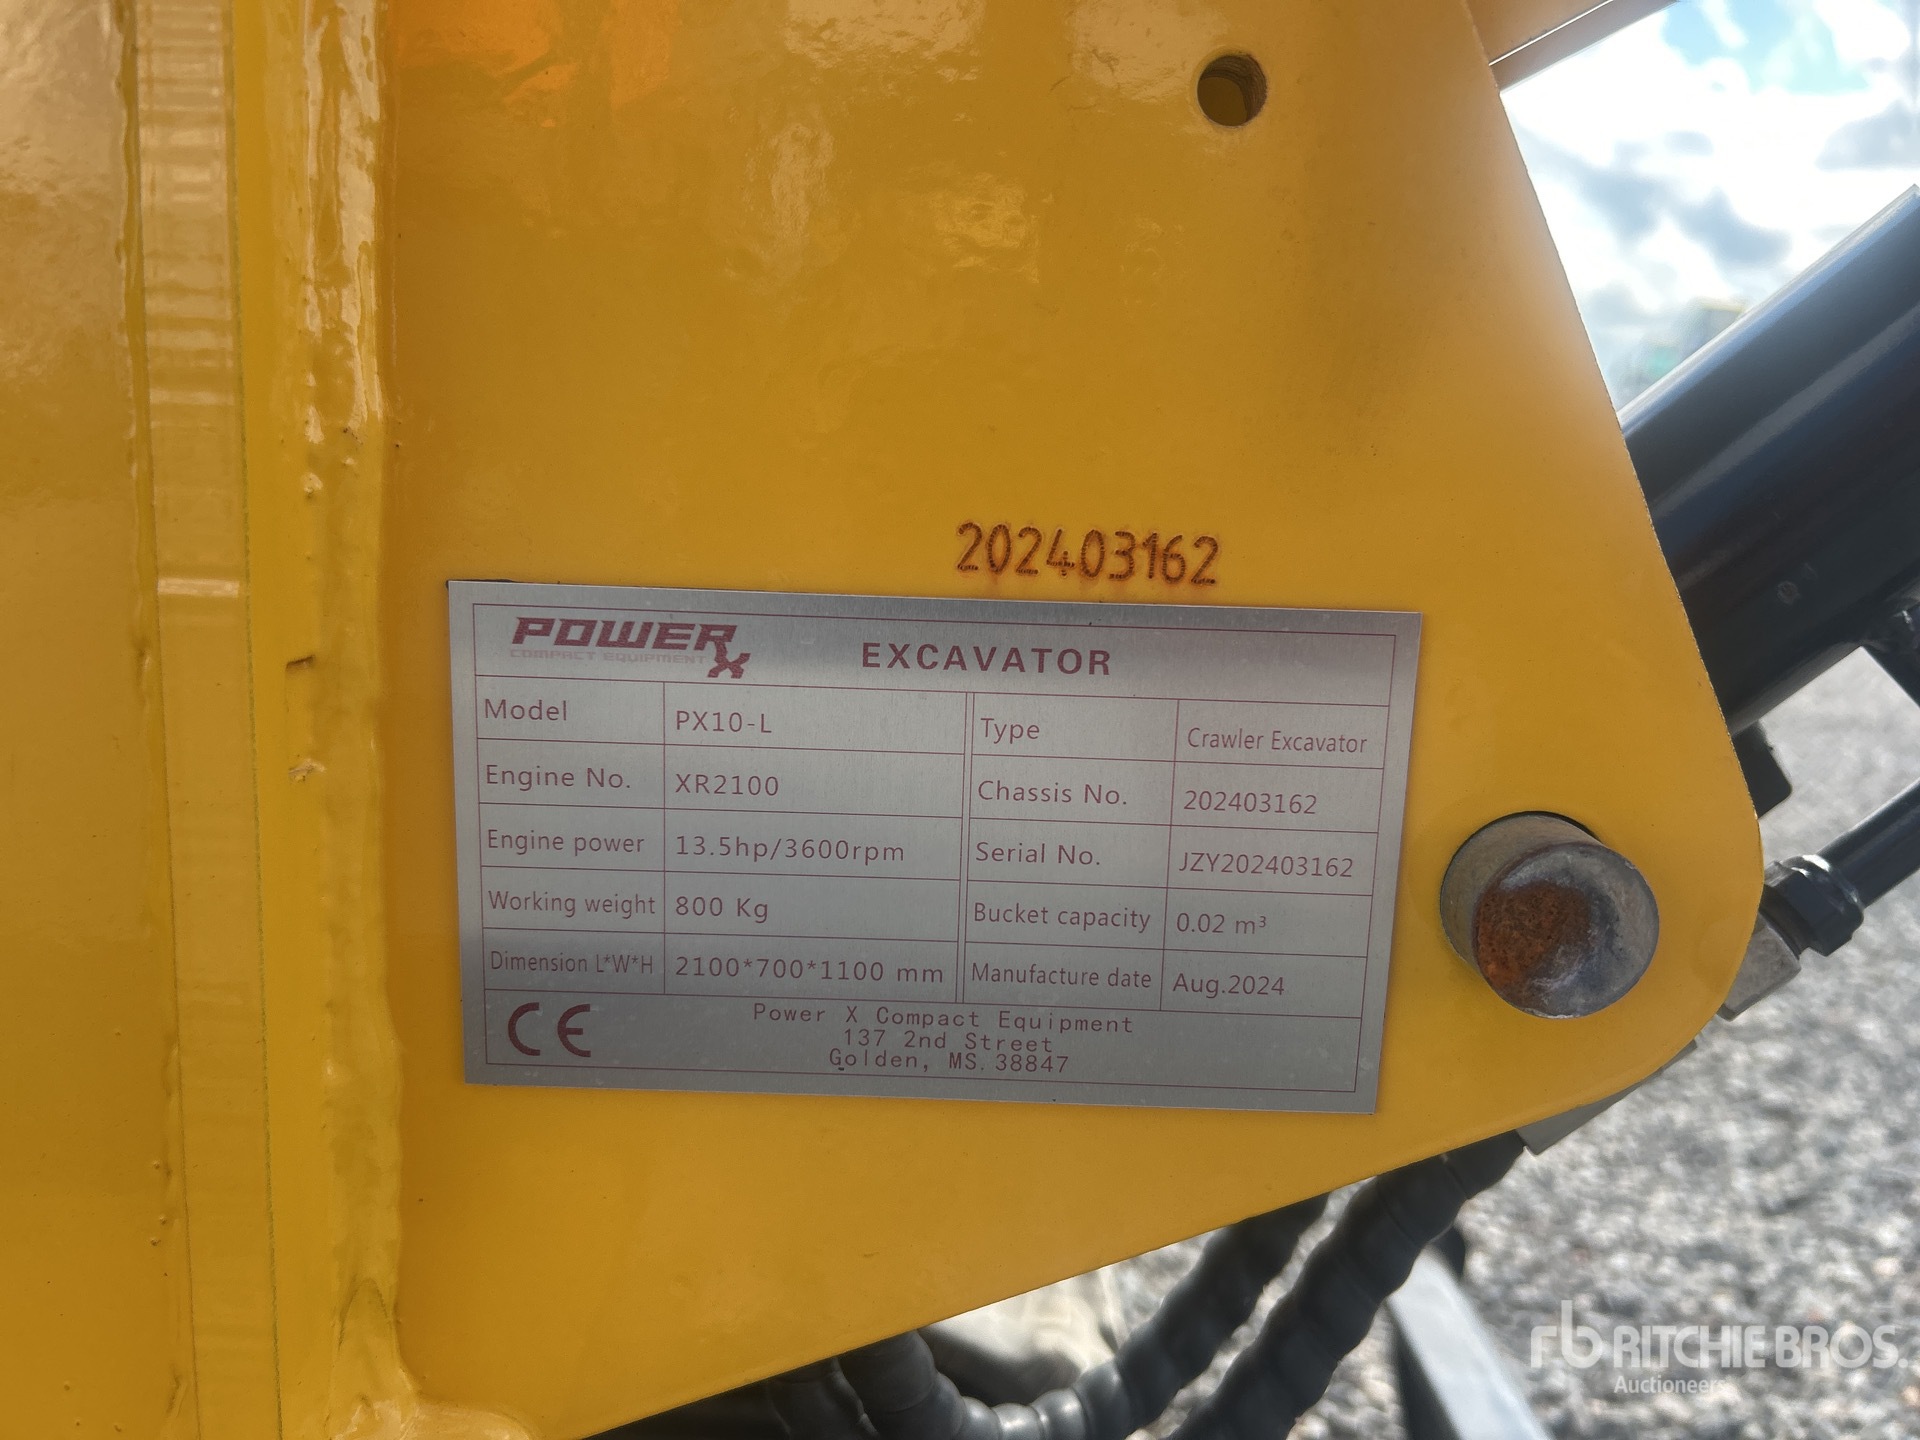 202403162
POWER X
COMPACT EQUIPMENT
EXCAVATOR
Model PX10-L Type Crawler Excavator
Engine No. XR2100 Chassis No. 202403162
Engine power 13.5hp/3600rpm Serial No. JZY202403162
Working weight 800 Kg Bucket capacity 0.02 m³
Dimension L*W*H 2100*700*1100 mm Manufacture date Aug.2024
CE
Power X Compact Equipment
137 2nd Street
Golden, MS. 38847
rb RITCHIE BROS.
Auctioneers